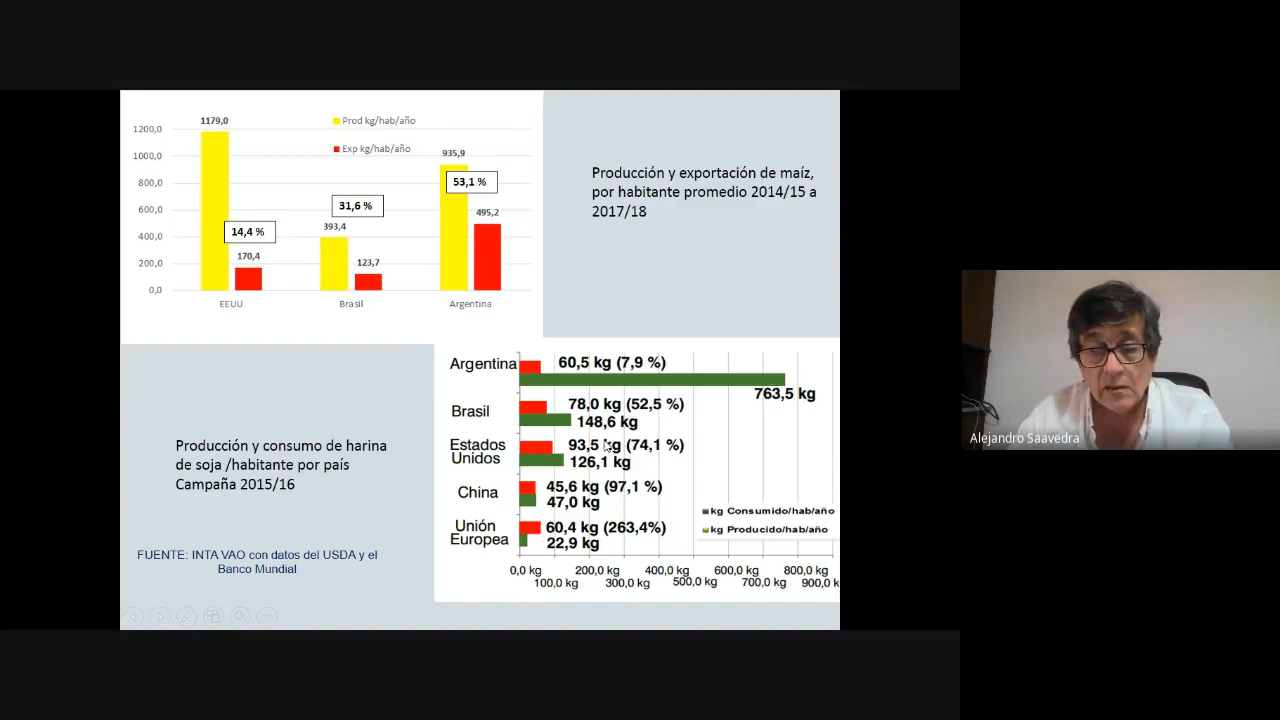 1179,0
1200,0
1000,0
800,0
600,0
400,0
200,0
0,0
Prod kg/hab/año
Exp kg/hab/año
935,9
53,1 %
31,6 %
14,4 %
393,4
495,2
170,4
123,7
EEUU
Brasil
Argentina
Producción y exportación de maíz,
por habitante promedio 2014/15 a
2017/18
Producción y consumo de harina
de soja /habitante por país
Campaña 2015/16
FUENTE: INTA VAO con datos del USDA y el
Banco Mundial
Argentina
60,5 kg (7,9 %)
763,5 kg
Brasil
78,0 kg (52,5 %)
148,6 kg
Estados
Unidos
93,5 kg (74,1 %)
126,1 kg
China
45,6 kg (97,1 %)
47,0 kg
Unión
Europea
60,4 kg (263,4%)
22,9 kg
kg Consumido/hab/año
kg Producido/hab/año
0,0 kg
200,0 kg
400,0 kg
600,0 kg
800,0 kg
100,0 kg
300,0 kg
500,0 kg
700,0 kg
900,0 k
Alejandro Saavedra